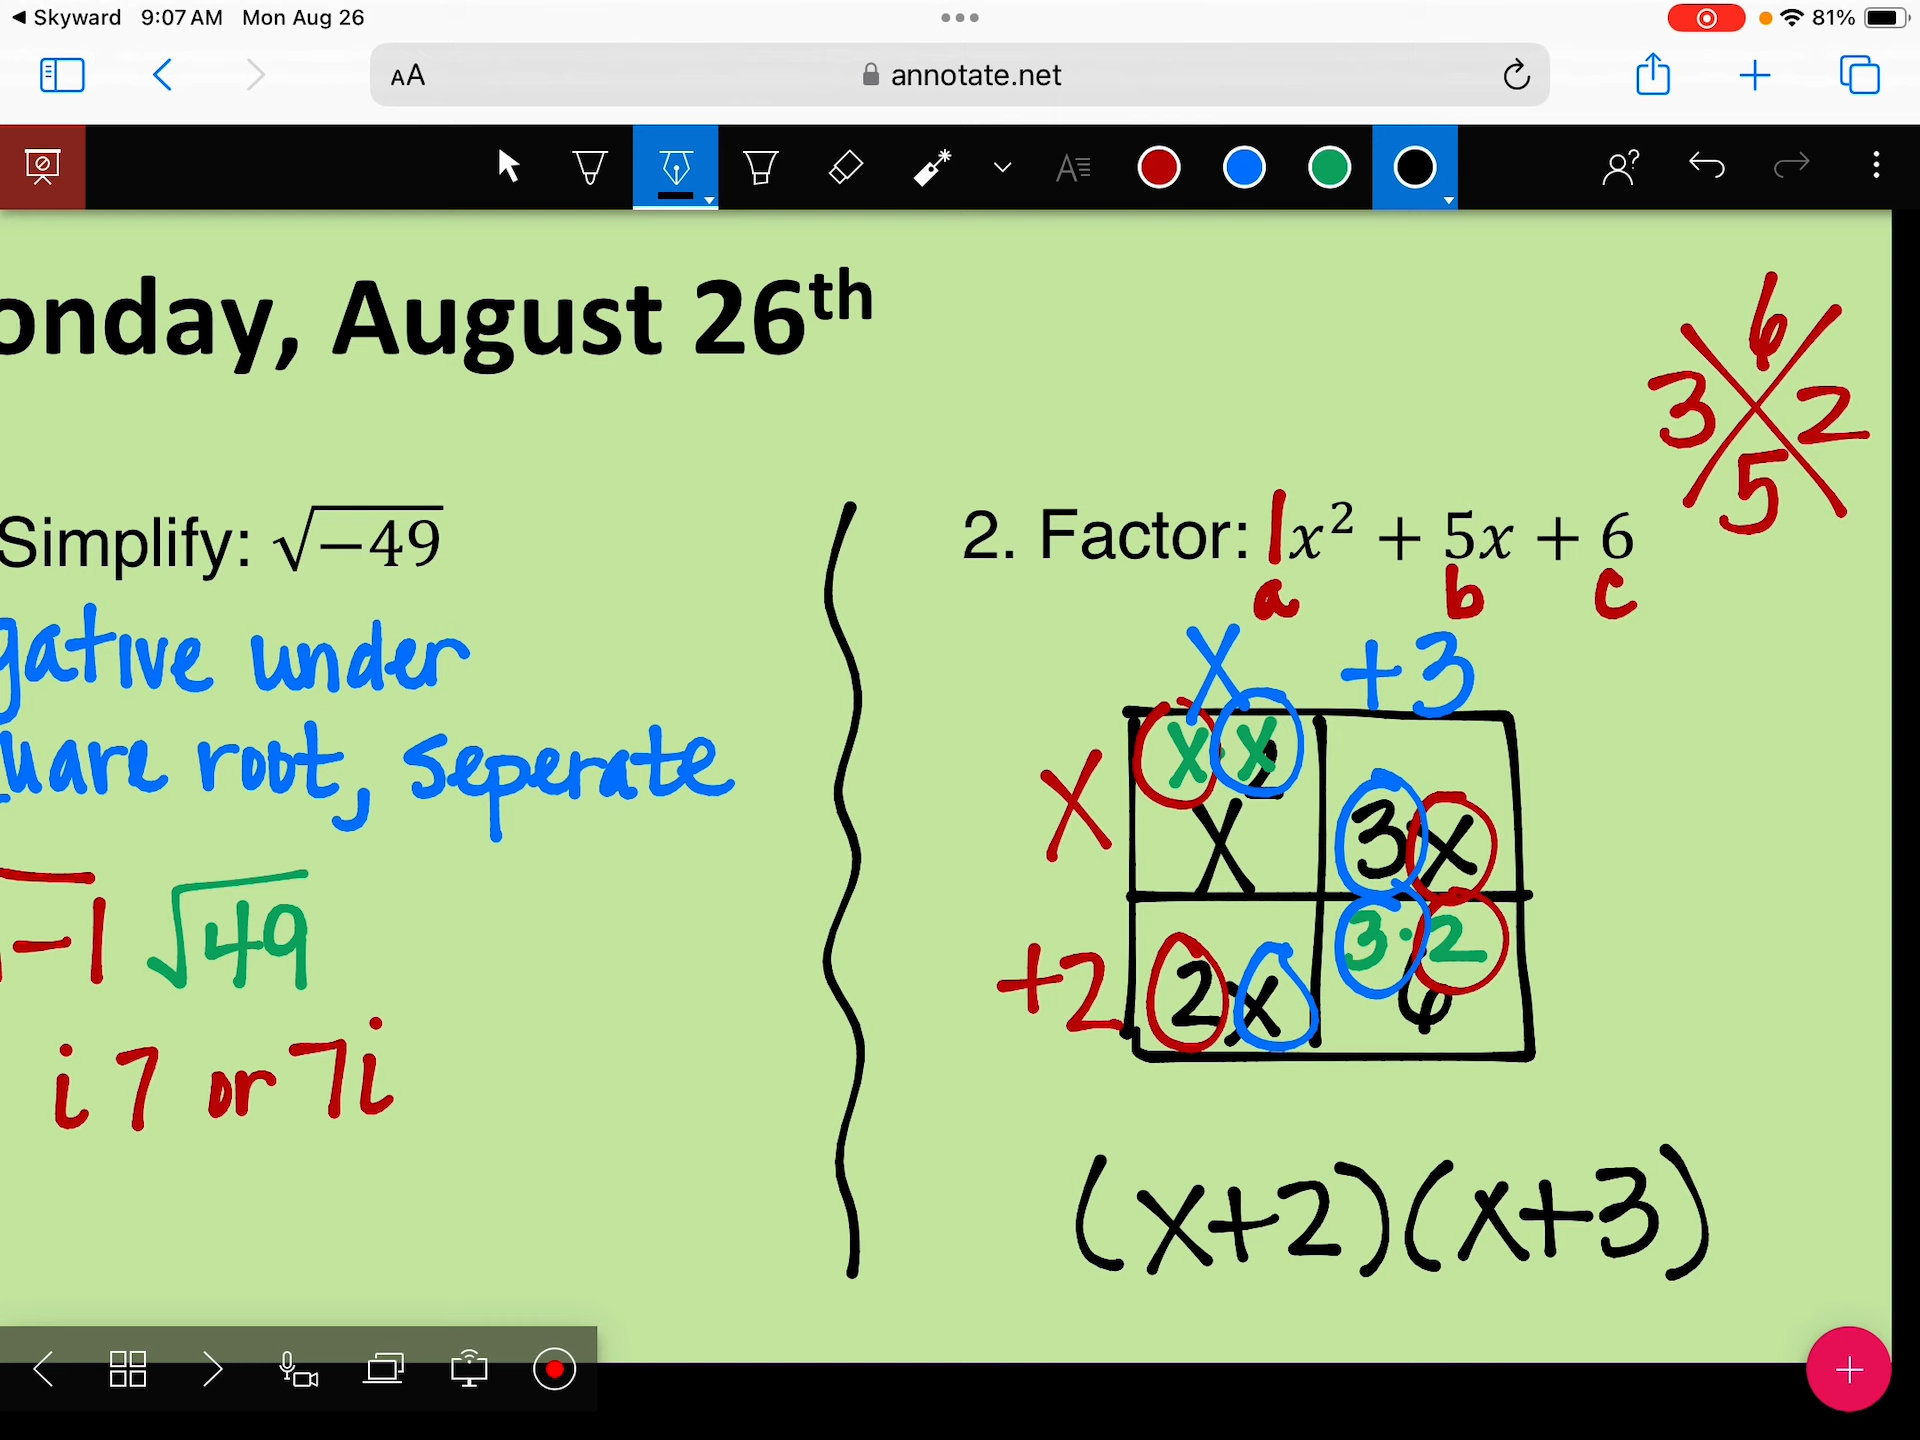 Skyward 9:07 AM Mon Aug 26
81%
AA annotate.net
onday, August 26th
6
3 2
5
Simplify: √−49
gative under
uare root, seperate
−1 √49
i7 or 7i
2. Factor: 1x² + 5x + 6
a b c
x +3
x x·x
x² 3x
3·2
+2 2x 6
(x+2)(x+3)